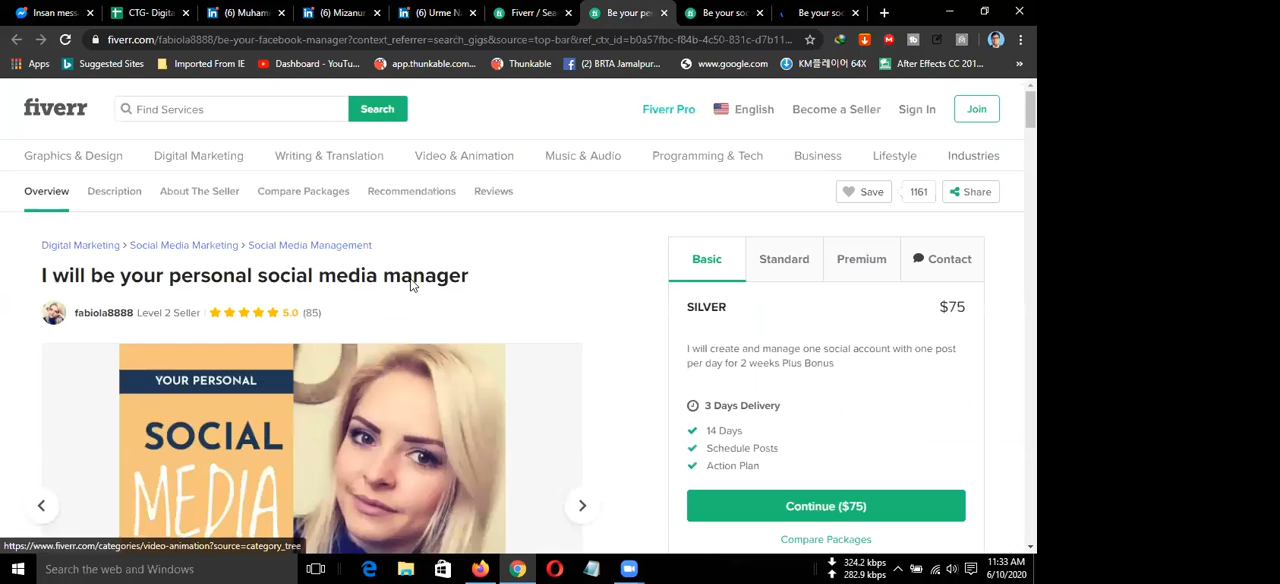 Insan mess
CTG- Digita
(6) Muham
(6) Mizanur
(6) Urme N
Fiverr / Sea
Be your pe
Be your soc
Be your soc
fiverr.com/fabiola8888/be-your-facebook-manager?context_referrer=search_gigs&source=top-bar&ref_ctx_id=b0a57fbc-f84b-4c50-831c-d7b11...
Apps
Suggested Sites
Imported From IE
Dashboard - YouTu...
app.thunkable.com...
Thunkable
(2) BRTA Jamalpur...
www.google.com
KM플레이어 64X
After Effects CC 201...
»
fiverr
Find Services
Search
Fiverr Pro
English
Become a Seller
Sign In
Join
Graphics & Design
Digital Marketing
Writing & Translation
Video & Animation
Music & Audio
Programming & Tech
Business
Lifestyle
Industries
Overview
Description
About The Seller
Compare Packages
Recommendations
Reviews
Save
1161
Share
Digital Marketing > Social Media Marketing > Social Media Management
I will be your personal social media manager
fabiola8888 Level 2 Seller 5.0 (85)
YOUR PERSONAL
SOCIAL
MEDIA
Basic
Standard
Premium
Contact
SILVER
$75
I will create and manage one social account with one post
per day for 2 weeks Plus Bonus
3 Days Delivery
14 Days
Schedule Posts
Action Plan
Continue ($75)
Compare Packages
https://www.fiverr.com/categories/video-animation?source=category_tree
Search the web and Windows
324.2 kbps
282.9 kbps
11:33 AM
6/10/2020